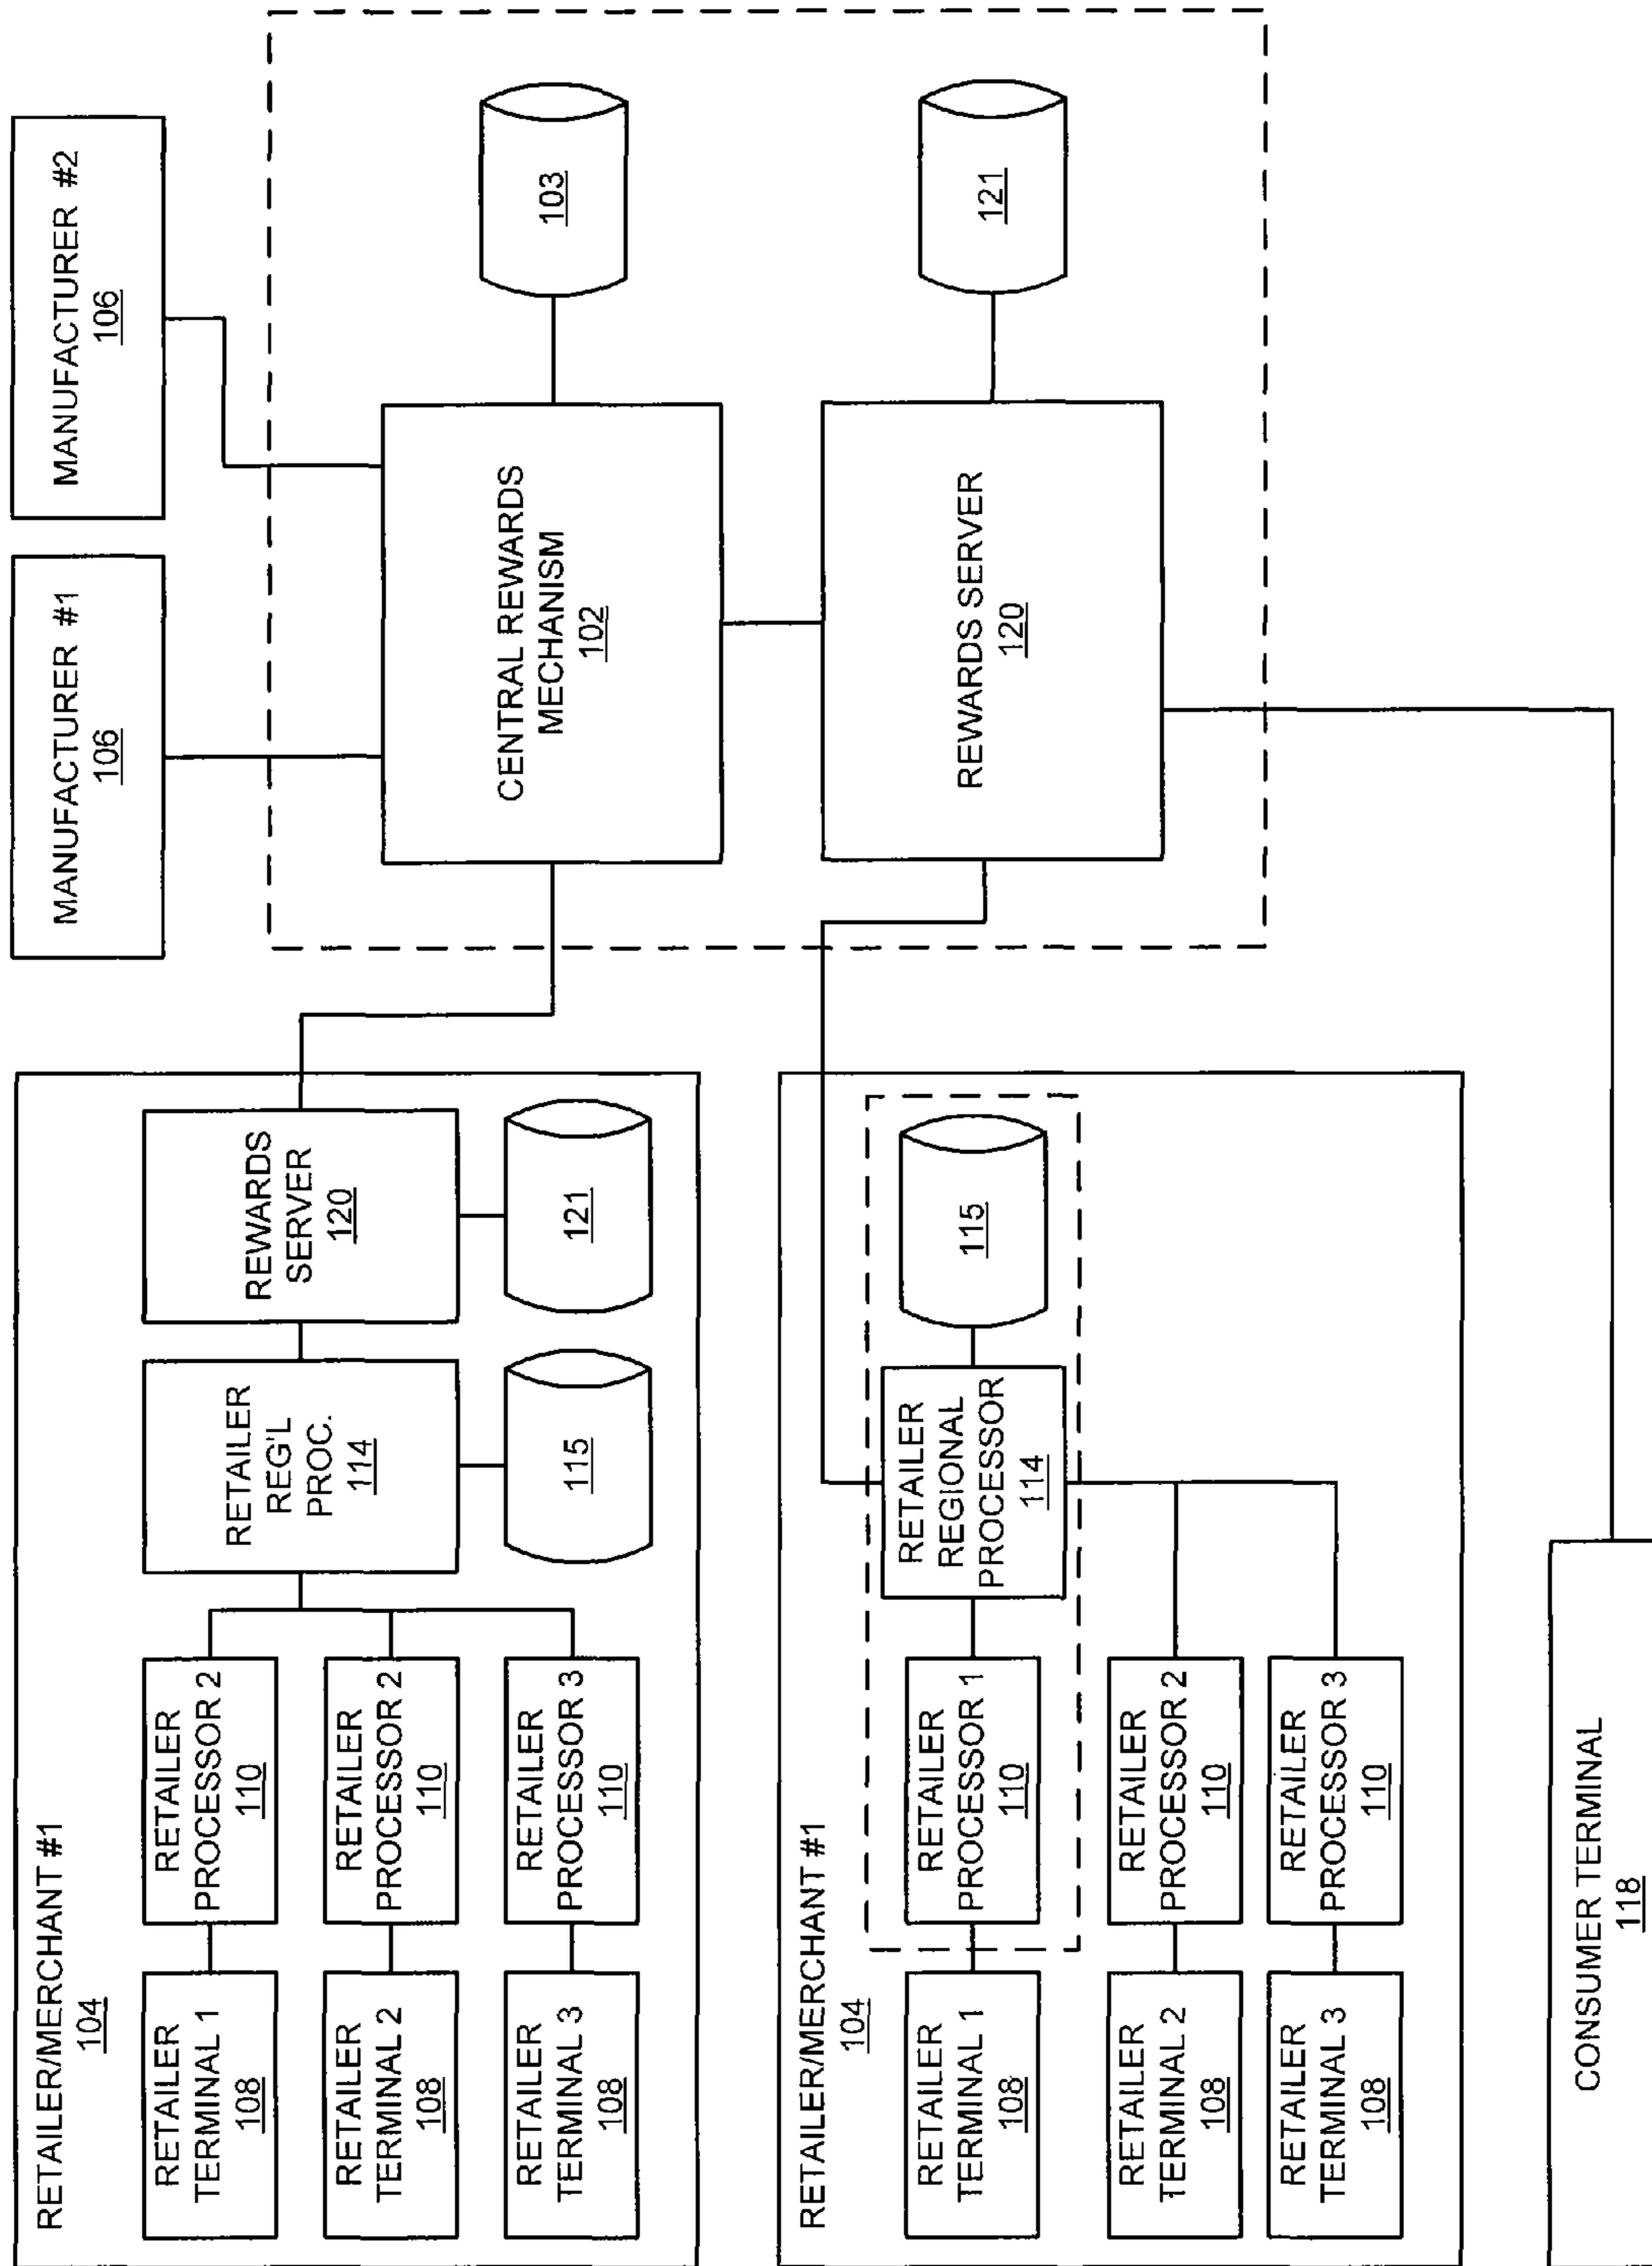 RETAILER/MERCHANT #1
104
RETAILER
TERMINAL 1
108
RETAILER
PROCESSOR 2
110
RETAILER
TERMINAL 2
108
RETAILER
PROCESSOR 2
110
RETAILER
TERMINAL 3
108
RETAILER
PROCESSOR 3
110
RETAILER
REG'L
PROC.
114
115
REWARDS
SERVER
120
121
MANUFACTURER #1
106
MANUFACTURER #2
106
CENTRAL REWARDS
MECHANISM
102
103
REWARDS SERVER
120
121
RETAILER/MERCHANT #1
104
RETAILER
TERMINAL 1
108
RETAILER
PROCESSOR 1
110
RETAILER
REGIONAL
PROCESSOR
114
115
RETAILER
TERMINAL 2
108
RETAILER
PROCESSOR 2
110
RETAILER
TERMINAL 3
108
RETAILER
PROCESSOR 3
110
CONSUMER TERMINAL
118